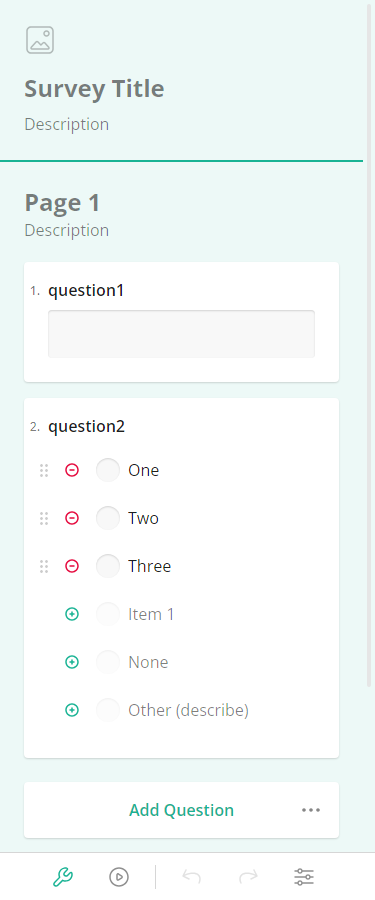 Survey Title
Description
Page 1
Description
1. question1
2. question2
One
Two
Three
Item 1
None
Other (describe)
Add Question